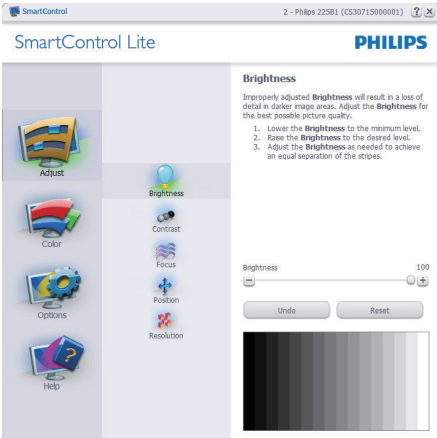 SmartControl
2 - Philips 225B1 (CS30715000001)
SmartControl Lite
PHILIPS
Adjust
Color
Options
Help
Brightness
Contrast
Focus
Position
Resolution
Brightness
Improperly adjusted Brightness will result in a loss of
detail in darker image areas. Adjust the Brightness for
the best possible picture quality.
1. Lower the Brightness to the minimum level.
2. Raise the Brightness to the desired level.
3. Adjust the Brightness as needed to achieve
an equal separation of the stripes.
Brightness 100
Undo Reset